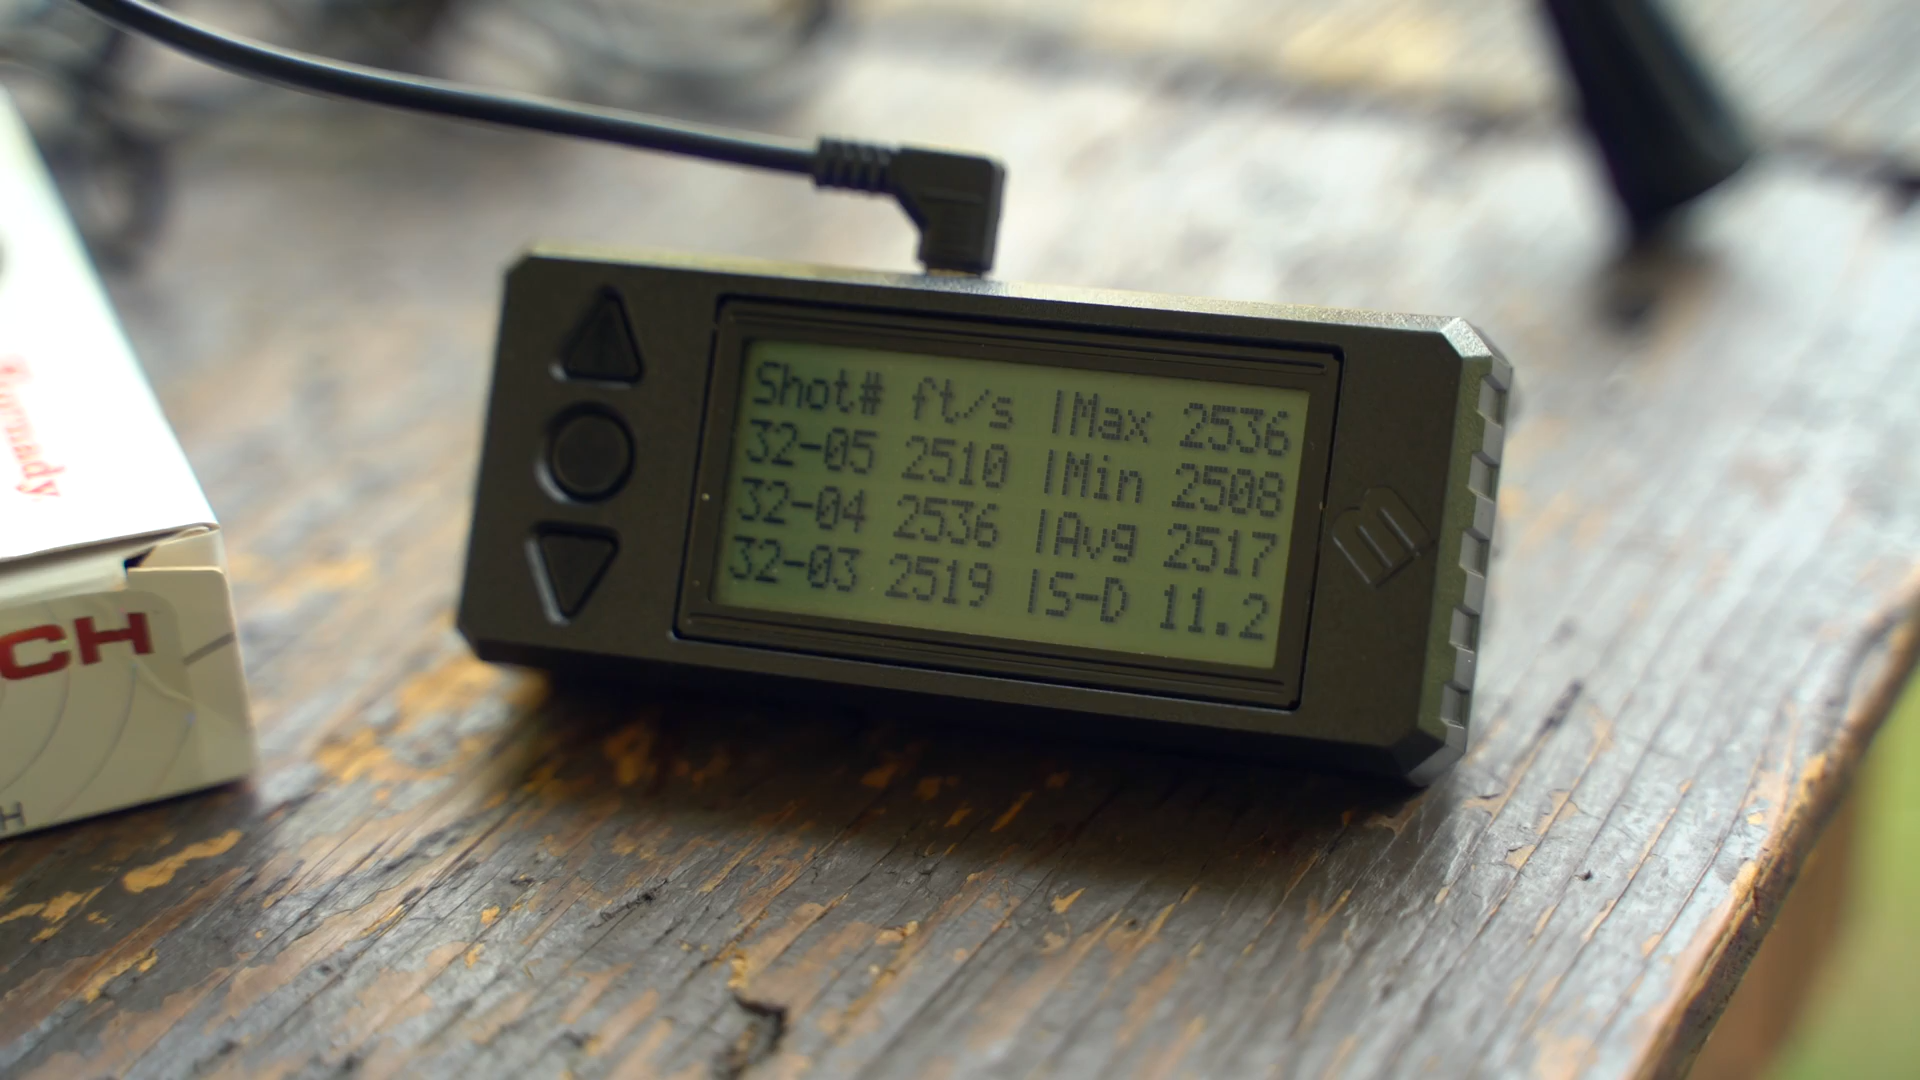 Shot# ft/s |Max 2536
32-05 2510 |Min 2508
32-04 2536 |Avg 2517
32-03 2519 |S-D 11.2
Hornady
CH
H